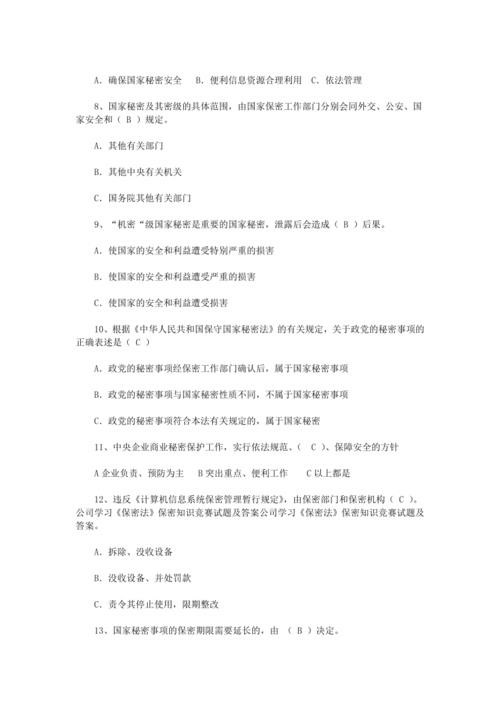 A．确保国家秘密安全　B．便利信息资源合理利用　C．依法管理
8、国家秘密及其密级的具体范围，由国家保密工作部门分别会同外交、公安、国
家安全和（ B ）规定。
A．其他有关部门
B．其他中央有关机关
C．国务院其他有关部门
9、“机密“级国家秘密是重要的国家秘密，泄露后会造成（ B ）后果。
A．使国家的安全和利益遭受特别严重的损害
B．使国家的安全和利益遭受严重的损害
C．使国家的安全和利益遭受损害
10、根据《中华人民共和国保守国家秘密法》的有关规定，关于政党的秘密事项的
正确表述是（ C ）
A．政党的秘密事项经保密工作部门确认后，属于国家秘密事项
B．政党的秘密事项与国家秘密性质不同，不属于国家秘密事项
C．政党的秘密事项符合本法有关规定的，属于国家秘密
11、中央企业商业秘密保护工作，实行依法规范、（　C ）、保障安全的方针
A企业负责、预防为主　B突出重点、便利工作　C以上都是
12、违反《计算机信息系统保密管理暂行规定》，由保密部门和保密机构（ C ）。
公司学习《保密法》保密知识竞赛试题及答案公司学习《保密法》保密知识竞赛试题及
答案。
A．拆除、没收设备
B．没收设备、并处罚款
C．责令其停止使用，限期整改
13、国家秘密事项的保密期限需要延长的，由 （ B ）决定。